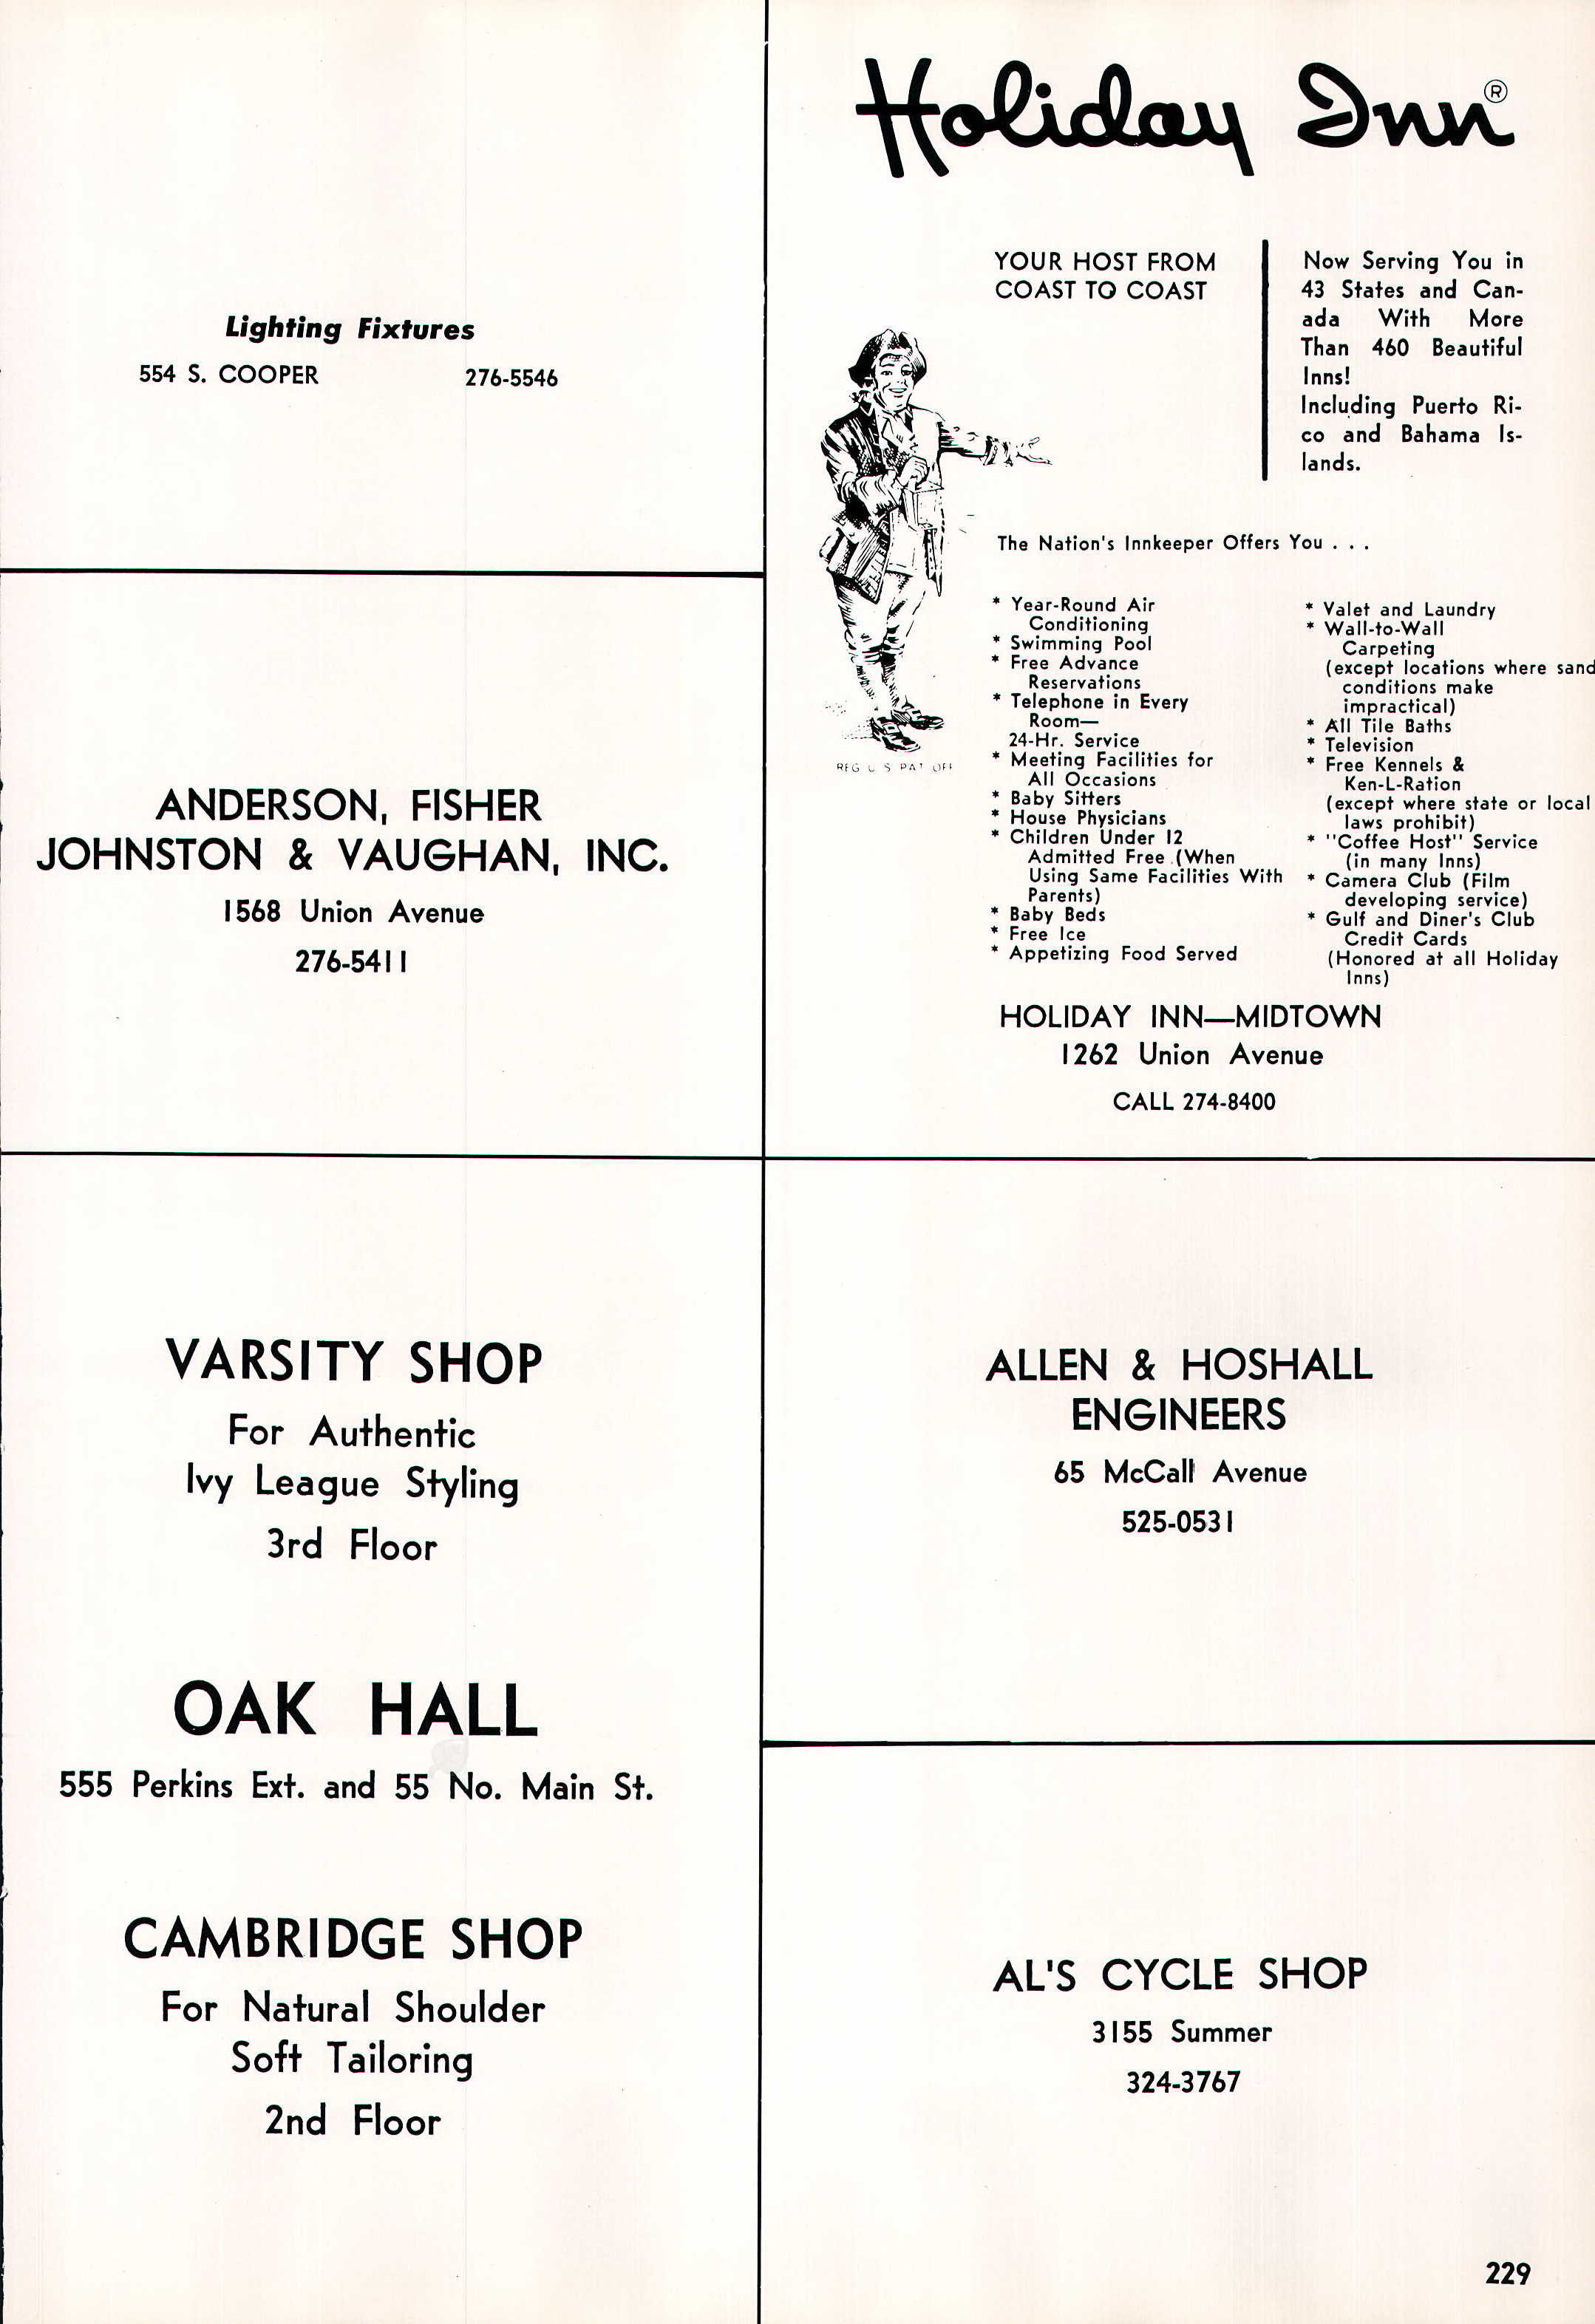 Lighting Fixtures
554 S. COOPER 276-5546
ANDERSON, FISHER
JOHNSTON & VAUGHAN, INC.
1568 Union Avenue
276-5411
VARSITY SHOP
For Authentic
Ivy League Styling
3rd Floor
OAK HALL
555 Perkins Ext. and 55 No. Main St.
CAMBRIDGE SHOP
For Natural Shoulder
Soft Tailoring
2nd Floor
Holiday Inn®
YOUR HOST FROM
COAST TO COAST
Now Serving You in
43 States and Can-
ada With More
Than 460 Beautiful
Inns!
Including Puerto Ri-
co and Bahama Is-
lands.
REG U S PAT OFF
The Nation's Innkeeper Offers You . . .
* Year-Round Air
Conditioning
* Swimming Pool
* Free Advance
Reservations
* Telephone in Every
Room—
24-Hr. Service
* Meeting Facilities for
All Occasions
* Baby Sitters
* House Physicians
* Children Under 12
Admitted Free (When
Using Same Facilities With
Parents)
* Baby Beds
* Free Ice
* Appetizing Food Served
* Valet and Laundry
* Wall-to-Wall
Carpeting
(except locations where sand
conditions make
impractical)
* All Tile Baths
* Television
* Free Kennels &
Ken-L-Ration
(except where state or local
laws prohibit)
* "Coffee Host" Service
(in many Inns)
* Camera Club (Film
developing service)
* Gulf and Diner's Club
Credit Cards
(Honored at all Holiday
Inns)
HOLIDAY INN—MIDTOWN
1262 Union Avenue
CALL 274-8400
ALLEN & HOSHALL
ENGINEERS
65 McCall Avenue
525-0531
AL'S CYCLE SHOP
3155 Summer
324-3767
229